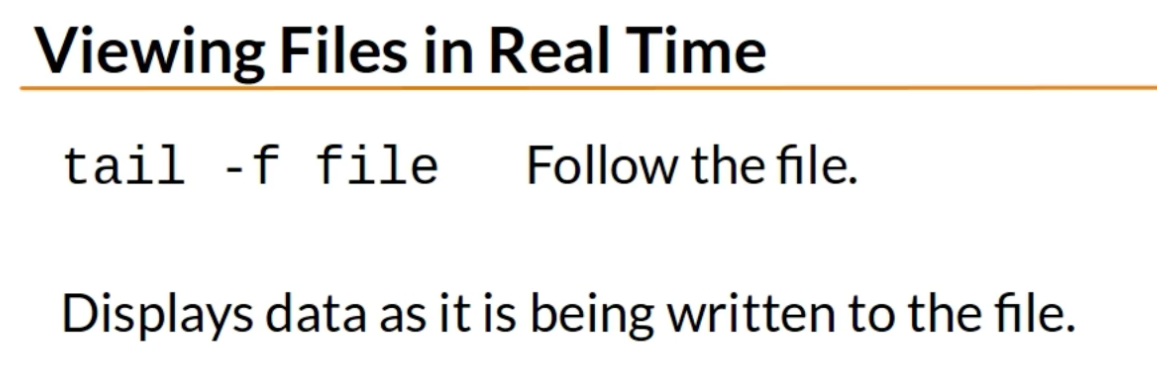 Viewing Files in Real Time
tail -f file Follow the file.
Displays data as it is being written to the file.